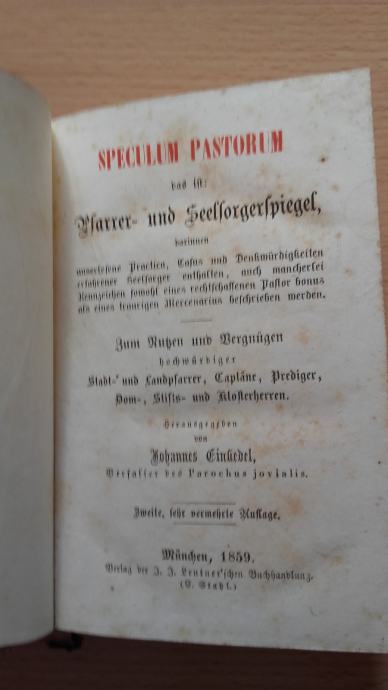 SPECULUM PASTORUM
das ist:
Pfarrer- und Seelsorgerspiegel,
darinnen
auserlesene Practica, Casus und Denkwürdigkeiten
erfahrener Seelsorger enthalten, auch mancherlei
Kennzeichen sowohl eines rechtschaffenen Pastor bonus
als eines traurigen Mercenarius beschrieben werden.
Zum Nutzen und Vergnügen
hochwürdiger
Stadt- und Landpfarrer, Capläne, Prediger,
Dom-, Stifts- und Klosterherren.
Herausgegeben
von
Johannes Einsiedel,
Verfasser des Parochus jovialis.
Zweite, sehr vermehrte Auflage.
München, 1859.
Verlag der J. J. Lentner'schen Buchhandlung.
(E. Stahl.)